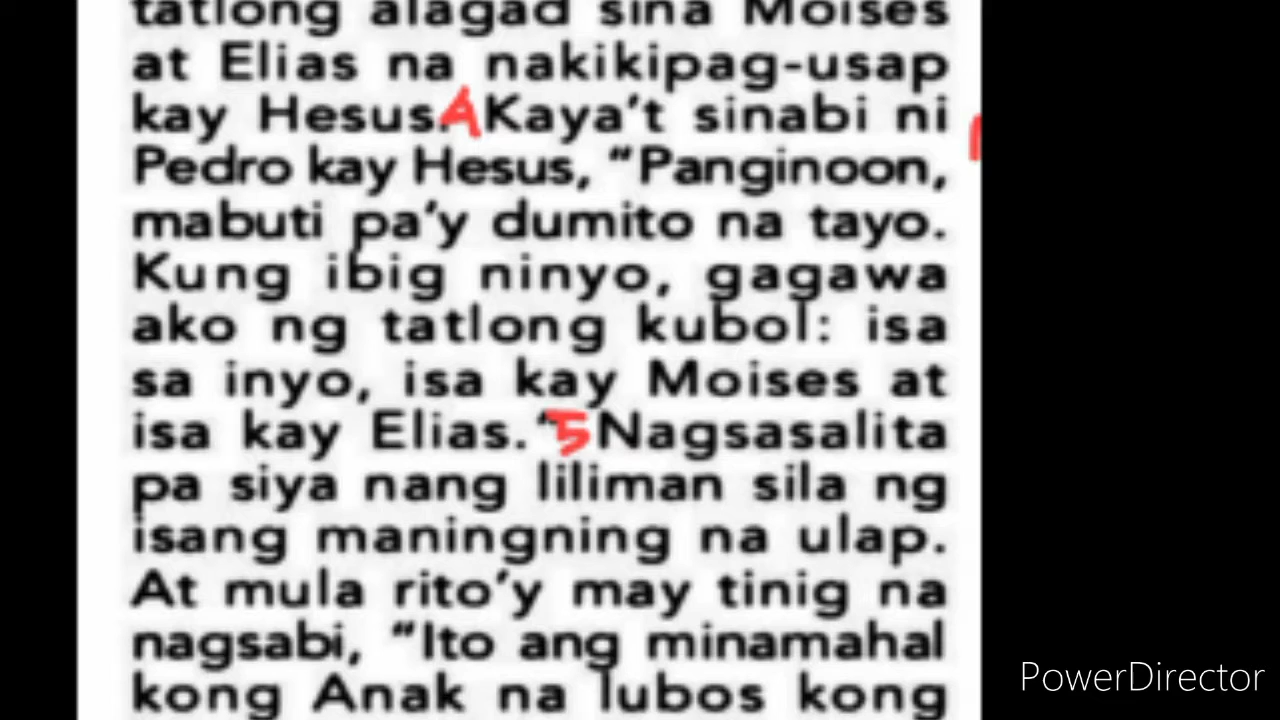 tatlong alagad sina Moises
at Elias na nakikipag-usap
kay Hesus. A Kaya't sinabi ni
Pedro kay Hesus, “Panginoon,
mabuti pa'y dumito na tayo.
Kung ibig ninyo, gagawa
ako ng tatlong kubol: isa
sa inyo, isa kay Moises at
isa kay Elias.” 5 Nagsasalita
pa siya nang liliman sila ng
isang maningning na ulap.
At mula rito'y may tinig na
nagsabi, “Ito ang minamahal
kong Anak na lubos kong
PowerDirector